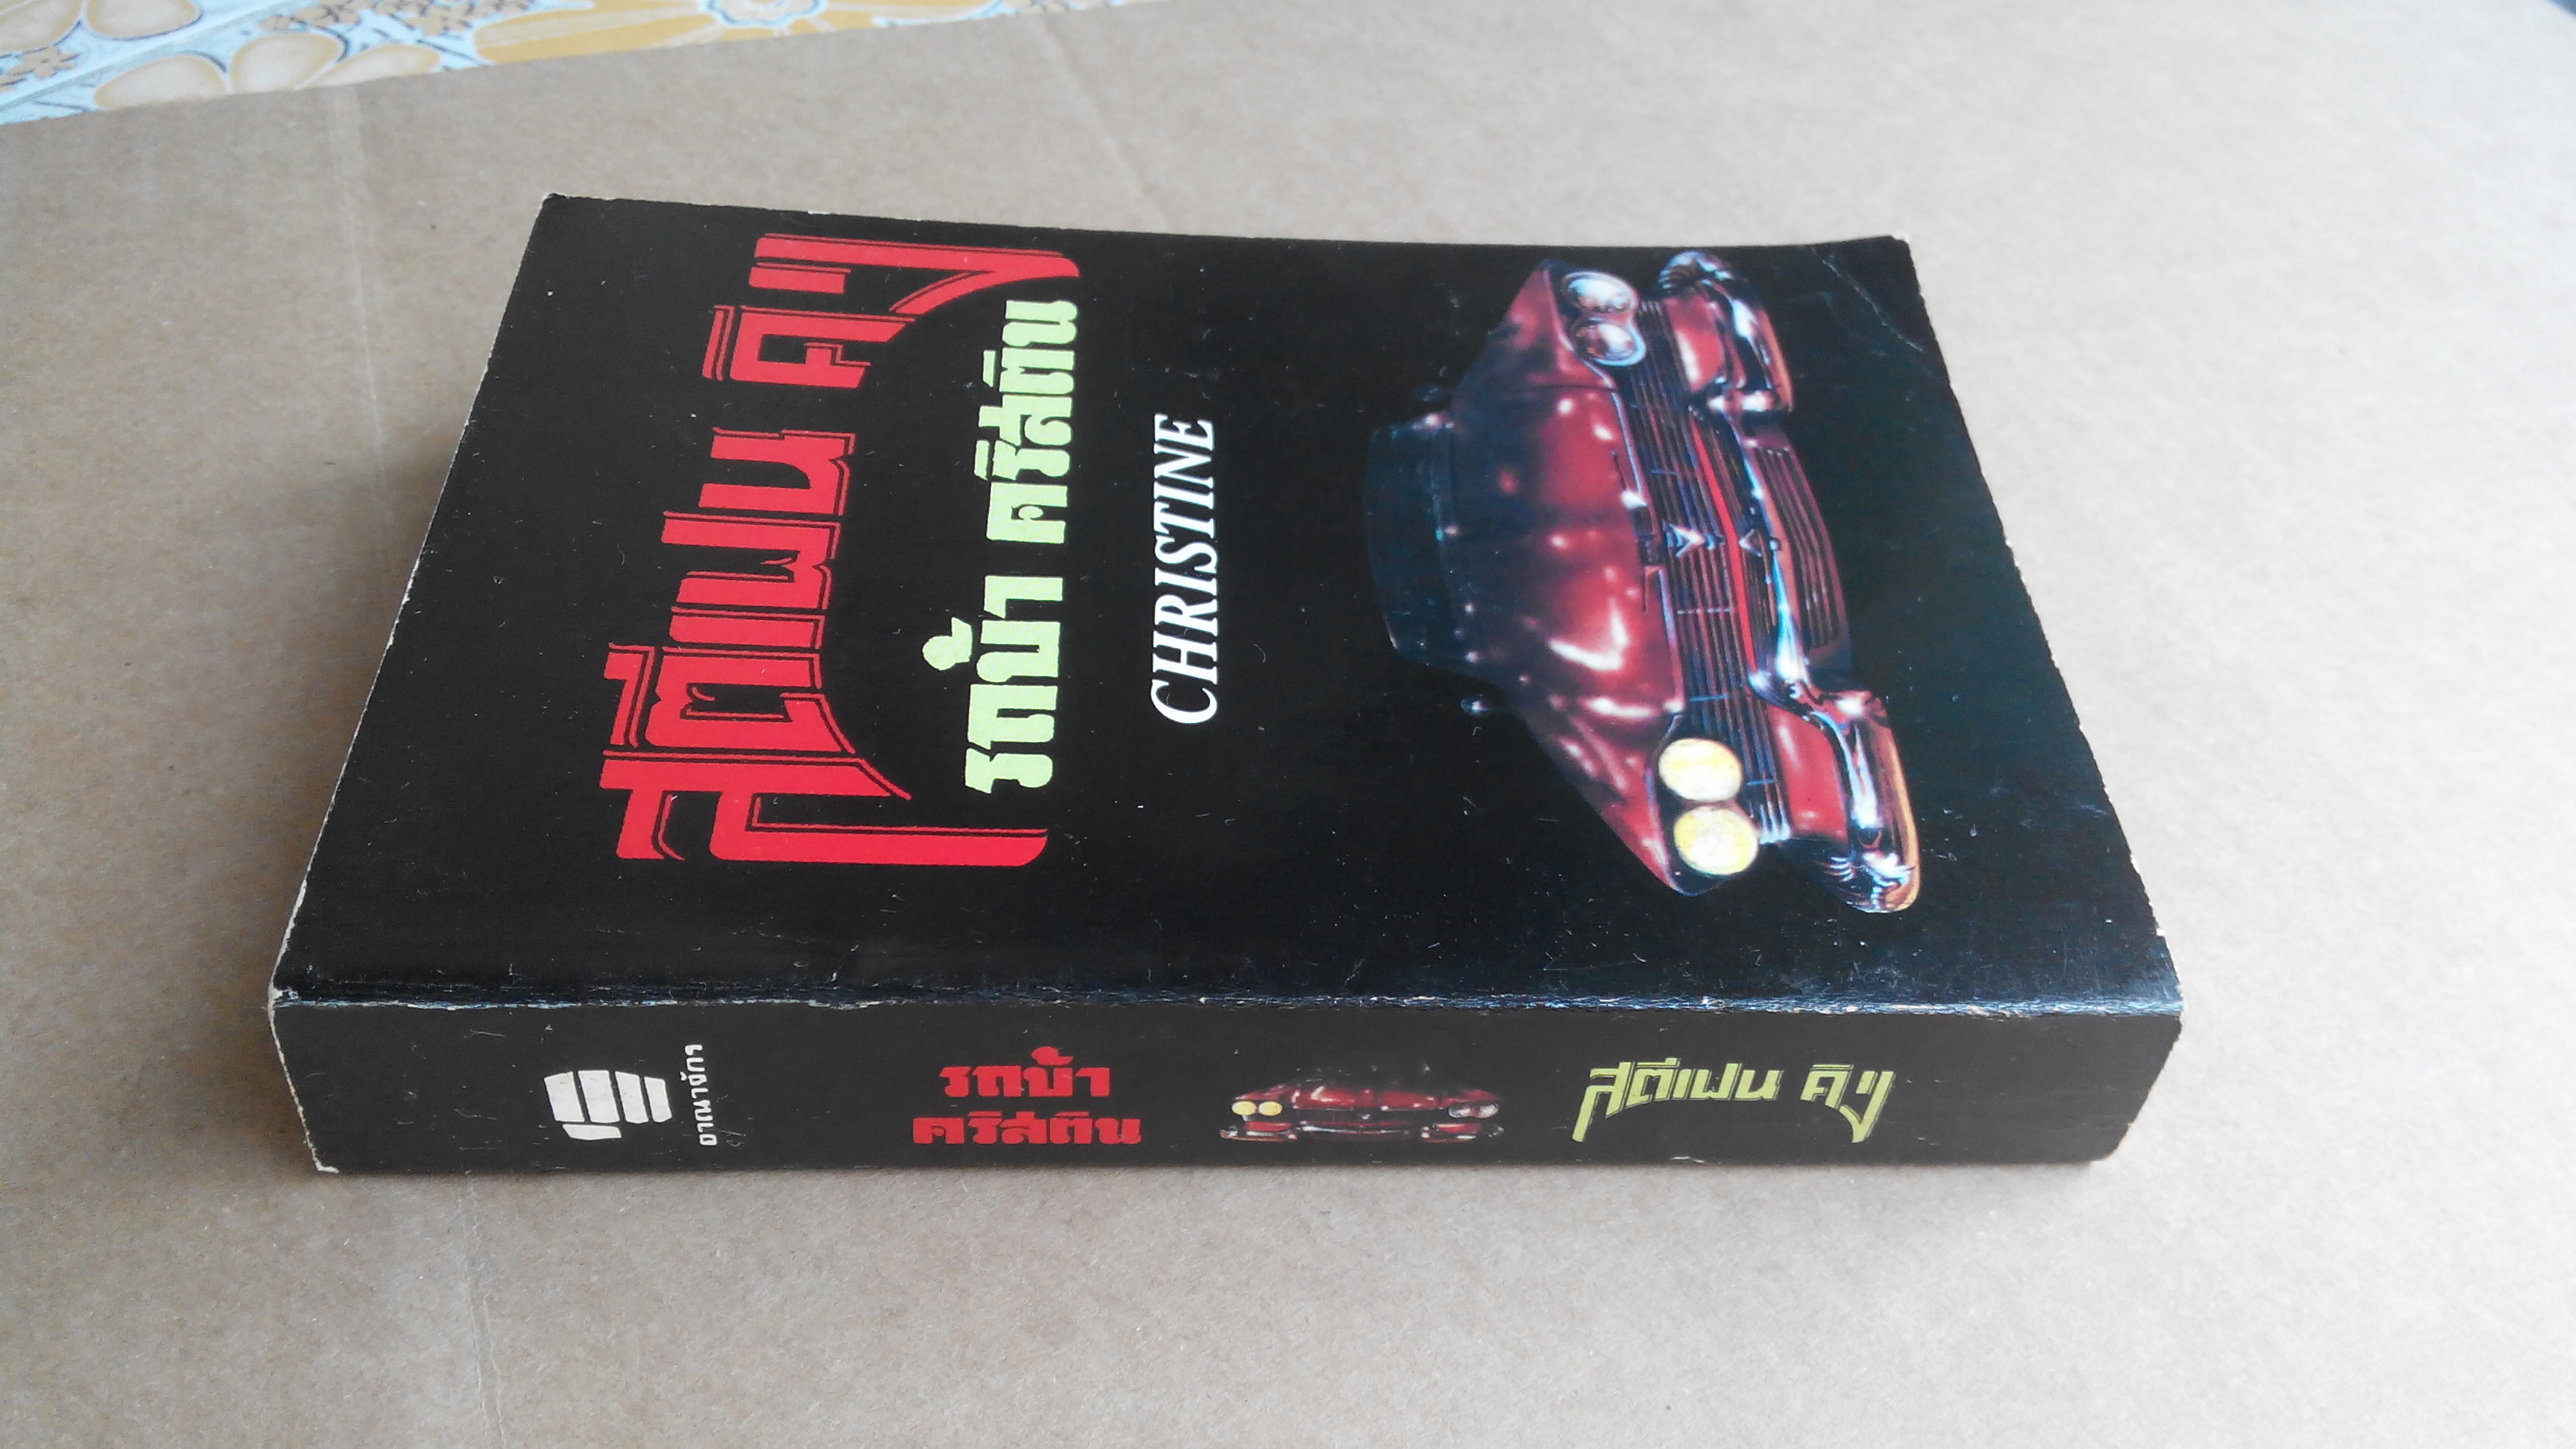 สตีเฟน คิง
รถบ้า คริสติน
CHRISTINE
อาณาจักร
รถบ้า
คริสติน
สตีเฟน คิง